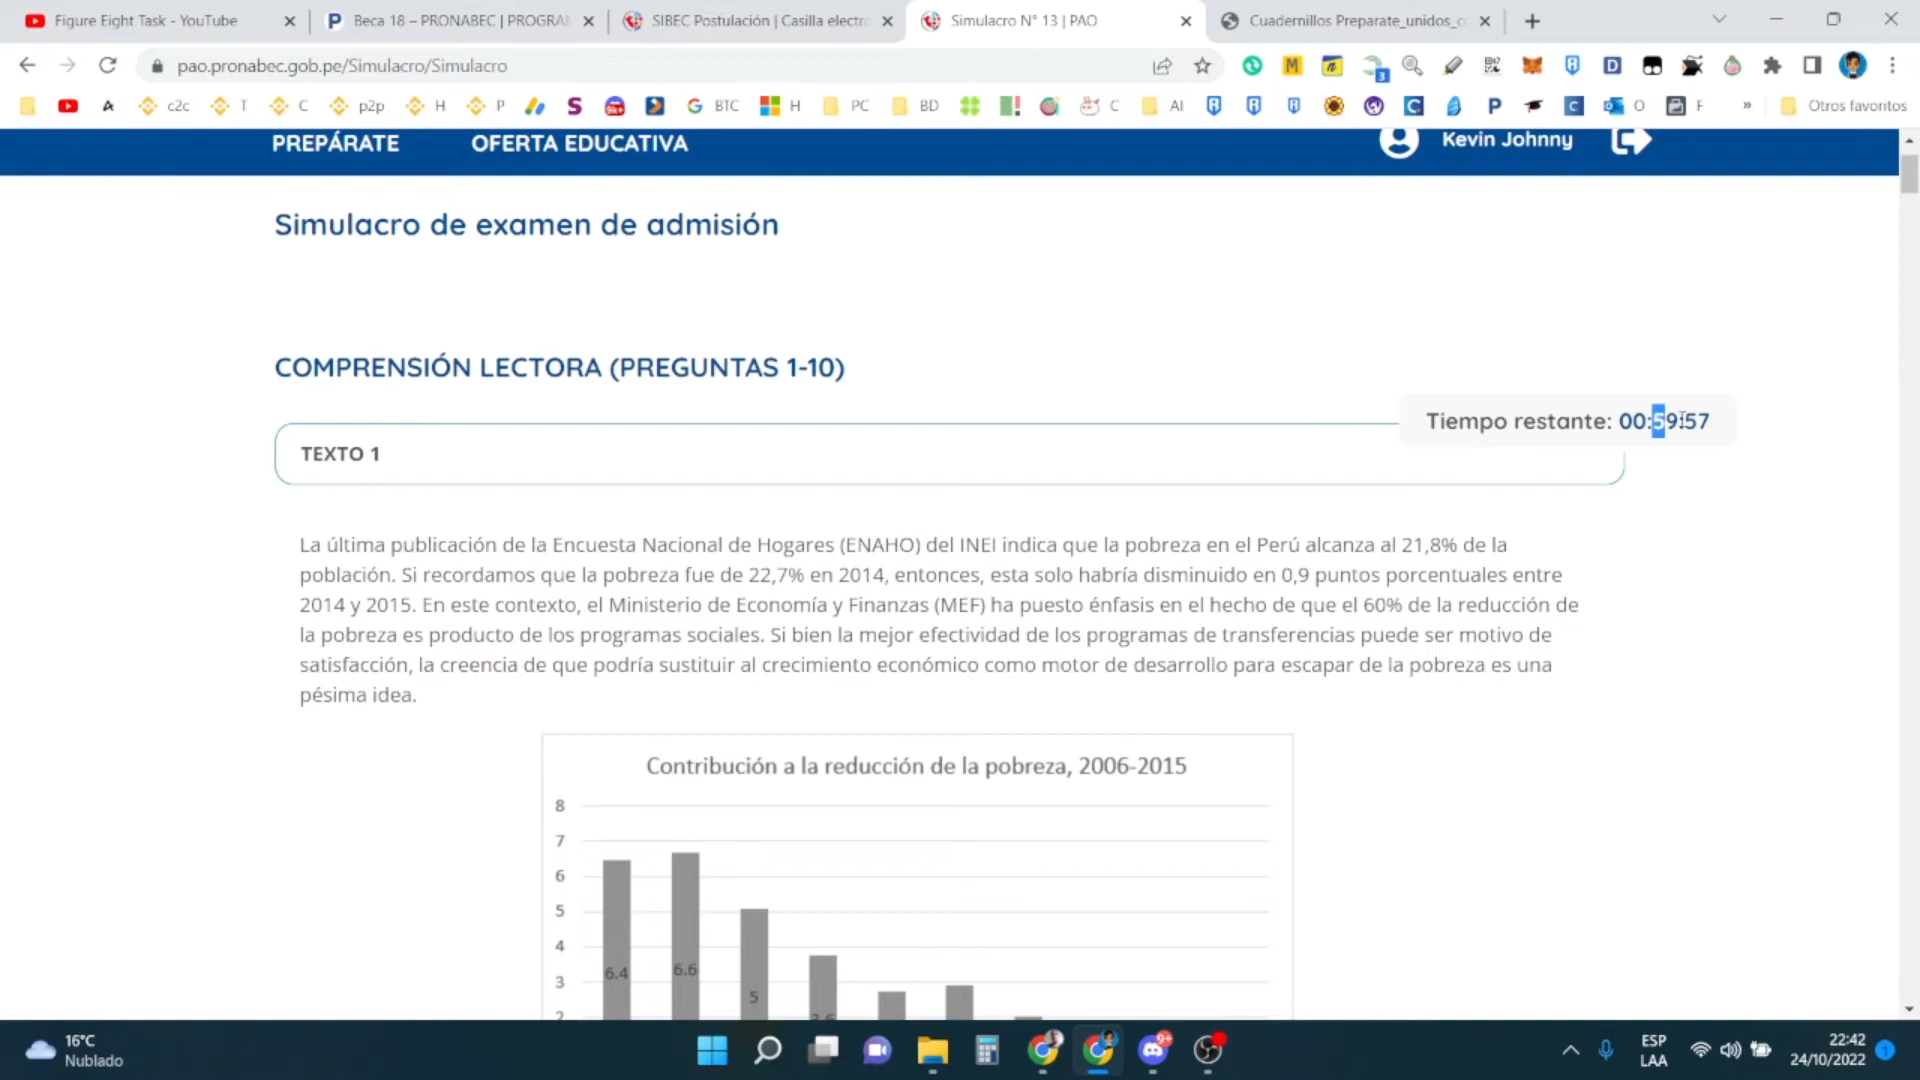 Figure Eight Task - YouTube
Beca 18 – PRONABEC | PROGRA
SIBEC Postulación | Casilla electro
Simulacro N° 13 | PAO
Cuadernillos Preparate_unidos_co
pao.pronabec.gob.pe/Simulacro/Simulacro
c2c T C p2p H P BTC H PC BD C AI O F » Otros favoritos
PREPÁRATE OFERTA EDUCATIVA Kevin Johnny
Simulacro de examen de admisión
COMPRENSIÓN LECTORA (PREGUNTAS 1-10)
Tiempo restante: 00:59:57
TEXTO 1
La última publicación de la Encuesta Nacional de Hogares (ENAHO) del INEI indica que la pobreza en el Perú alcanza al 21,8% de la
población. Si recordamos que la pobreza fue de 22,7% en 2014, entonces, esta solo habría disminuido en 0,9 puntos porcentuales entre
2014 y 2015. En este contexto, el Ministerio de Economía y Finanzas (MEF) ha puesto énfasis en el hecho de que el 60% de la reducción de
la pobreza es producto de los programas sociales. Si bien la mejor efectividad de los programas de transferencias puede ser motivo de
satisfacción, la creencia de que podría sustituir al crecimiento económico como motor de desarrollo para escapar de la pobreza es una
pésima idea.
Contribución a la reducción de la pobreza, 2006-2015
8
7
6
5
4
3
6.4 6.6
5
16°C
Nublado
ESP
LAA
22:42
24/10/2022